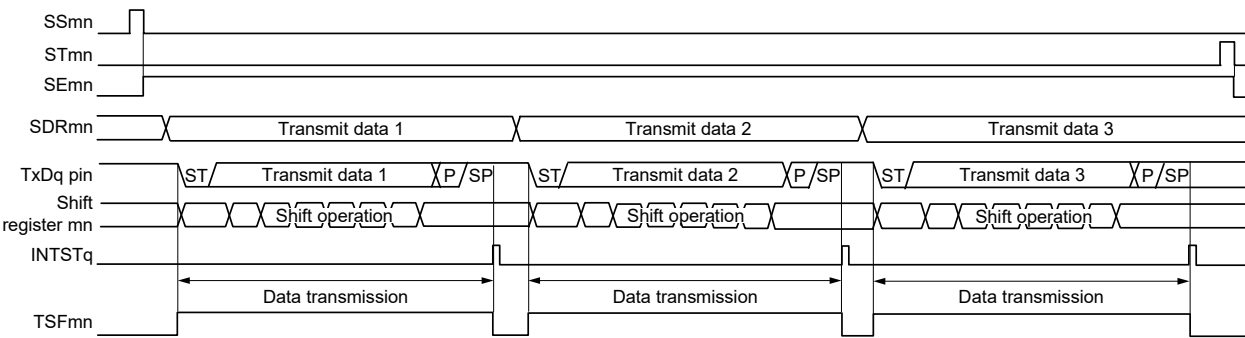 SSmn
STmn
SEmn
SDRmn Transmit data 1 Transmit data 2 Transmit data 3
TxDq pin ST Transmit data 1 P SP ST Transmit data 2 P SP ST Transmit data 3 P SP
Shift
register mn Shift operation Shift operation Shift operation
INTSTq
Data transmission Data transmission Data transmission
TSFmn